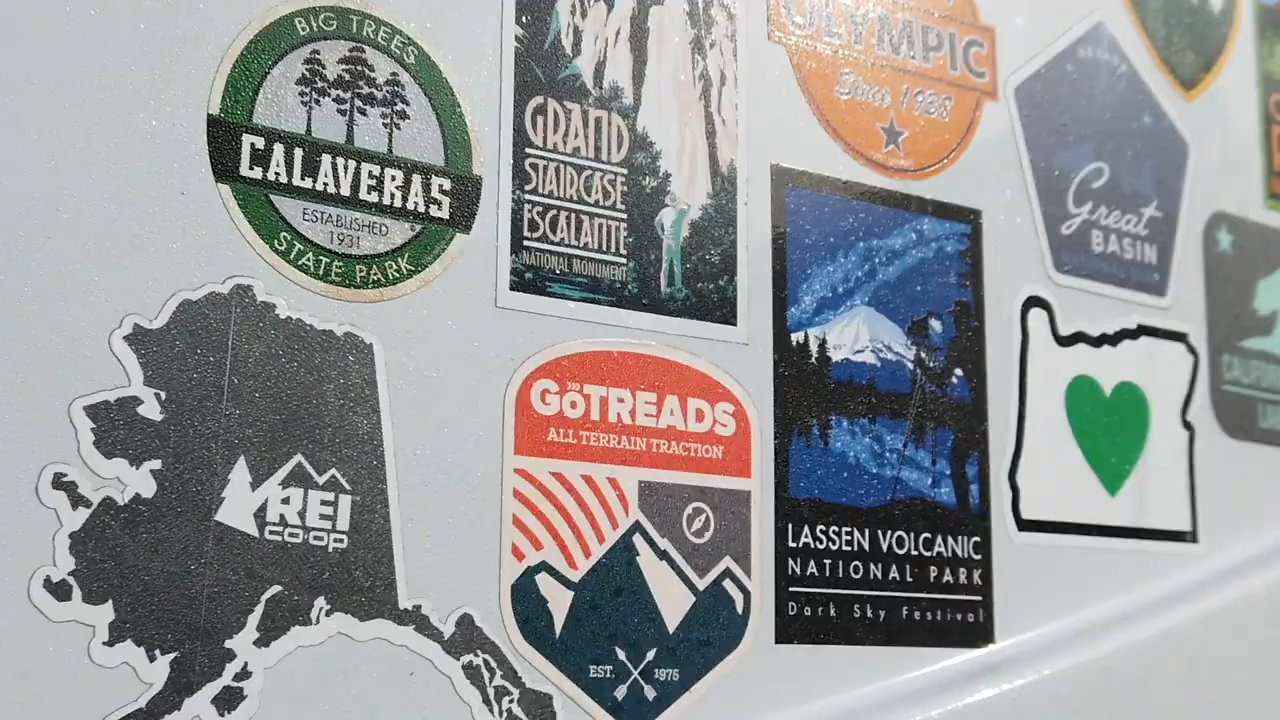 BIG TREES
CALAVERAS
ESTABLISHED
1931
STATE PARK
GRAND
STAIRCASE
ESCALANTE
NATIONAL MONUMENT
OLYMPIC
Since 1938
Great
BASIN
REI
CO·OP
GÖTREADS
ALL TERRAIN TRACTION
EST. 1975
LASSEN VOLCANIC
NATIONAL PARK
Dark Sky Festival